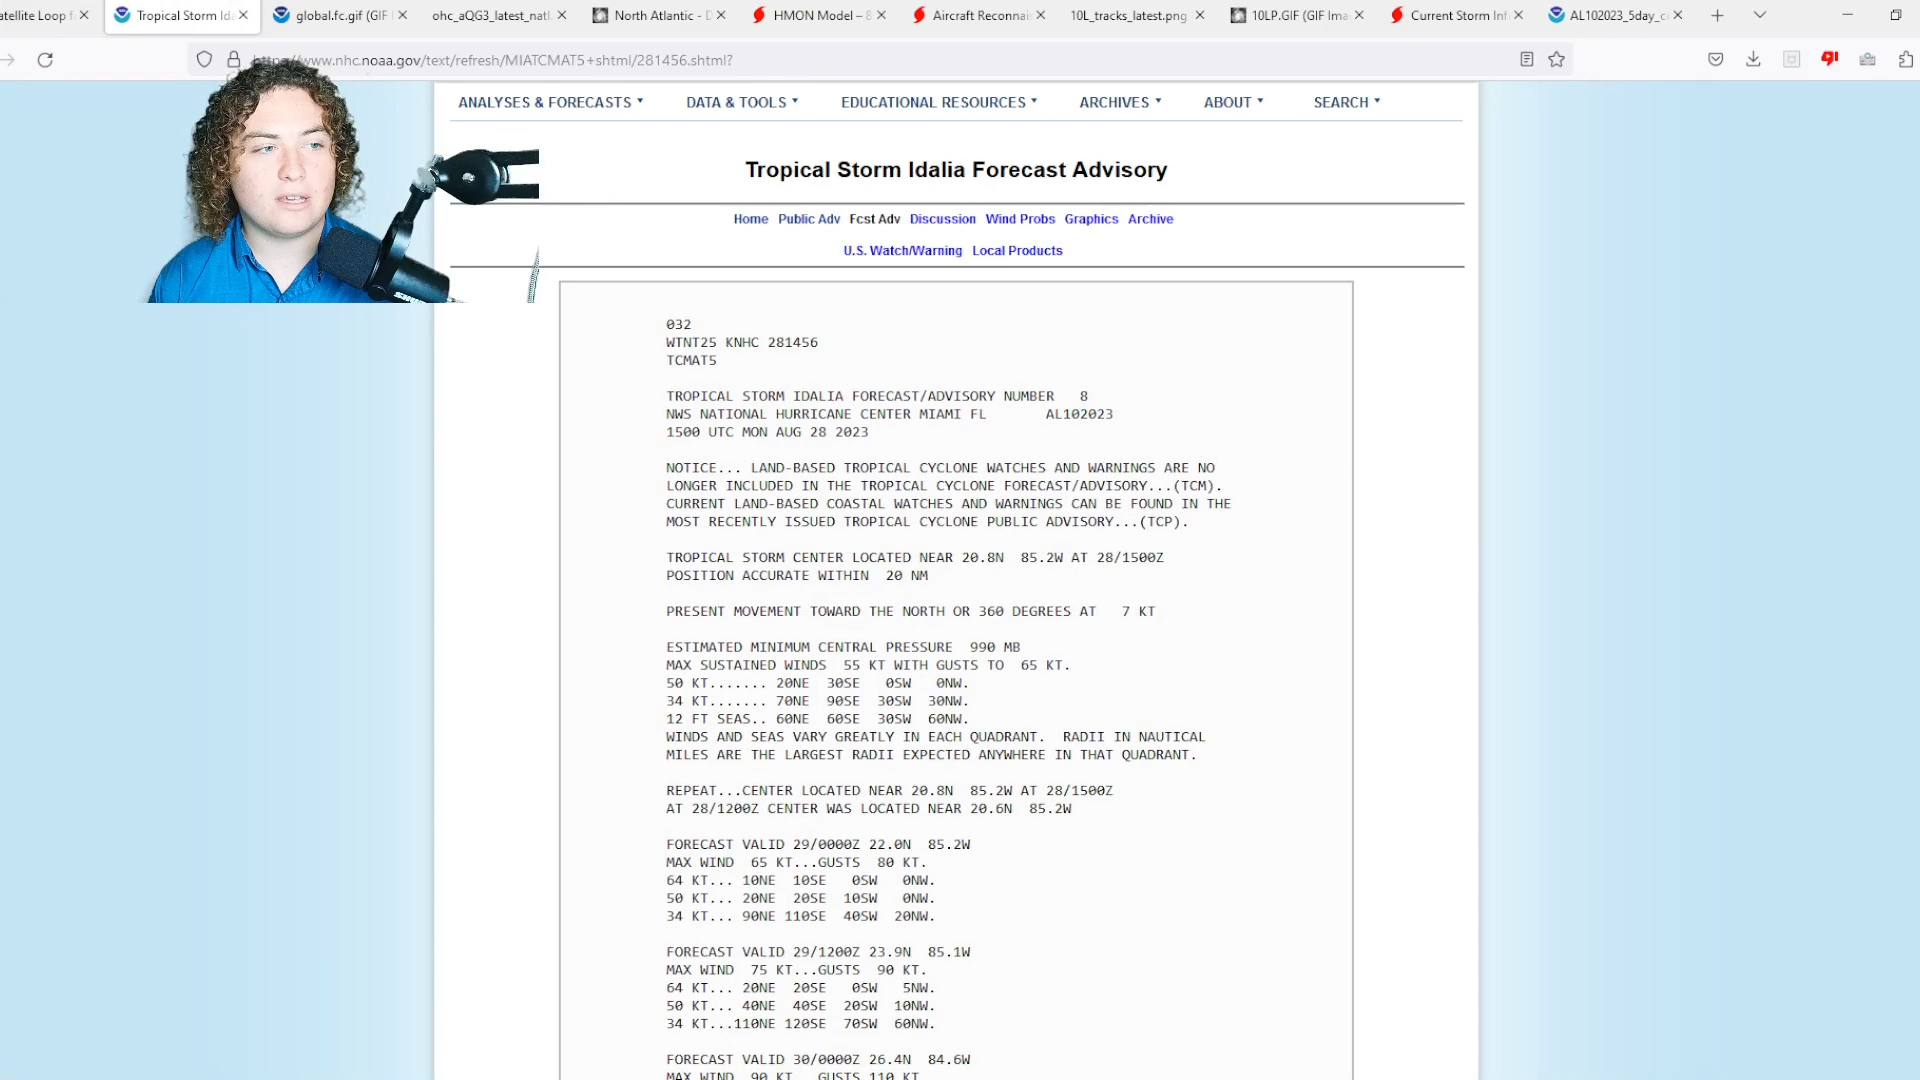 atellite Loop f
Tropical Storm Ida
global.fc.gif (GIF I
ohc_aQG3_latest_natl.
North Atlantic - D
HMON Model – 8
Aircraft Reconnai
10L_tracks_latest.png
10LP.GIF (GIF Ima
Current Storm Inf
AL102023_5day_c
www.nhc.noaa.gov/text/refresh/MIATCMAT5+shtml/281456.shtml?
ANALYSES & FORECASTS DATA & TOOLS EDUCATIONAL RESOURCES ARCHIVES ABOUT SEARCH
Tropical Storm Idalia Forecast Advisory
Home Public Adv Fcst Adv Discussion Wind Probs Graphics Archive
U.S. Watch/Warning Local Products
032
WTNT25 KNHC 281456
TCMAT5
TROPICAL STORM IDALIA FORECAST/ADVISORY NUMBER 8
NWS NATIONAL HURRICANE CENTER MIAMI FL AL102023
1500 UTC MON AUG 28 2023
NOTICE... LAND-BASED TROPICAL CYCLONE WATCHES AND WARNINGS ARE NO
LONGER INCLUDED IN THE TROPICAL CYCLONE FORECAST/ADVISORY...(TCM).
CURRENT LAND-BASED COASTAL WATCHES AND WARNINGS CAN BE FOUND IN THE
MOST RECENTLY ISSUED TROPICAL CYCLONE PUBLIC ADVISORY...(TCP).
TROPICAL STORM CENTER LOCATED NEAR 20.8N 85.2W AT 28/1500Z
POSITION ACCURATE WITHIN 20 NM
PRESENT MOVEMENT TOWARD THE NORTH OR 360 DEGREES AT 7 KT
ESTIMATED MINIMUM CENTRAL PRESSURE 990 MB
MAX SUSTAINED WINDS 55 KT WITH GUSTS TO 65 KT.
50 KT....... 20NE 30SE 0SW 0NW.
34 KT....... 70NE 90SE 30SW 30NW.
12 FT SEAS.. 60NE 60SE 30SW 60NW.
WINDS AND SEAS VARY GREATLY IN EACH QUADRANT. RADII IN NAUTICAL
MILES ARE THE LARGEST RADII EXPECTED ANYWHERE IN THAT QUADRANT.
REPEAT...CENTER LOCATED NEAR 20.8N 85.2W AT 28/1500Z
AT 28/1200Z CENTER WAS LOCATED NEAR 20.6N 85.2W
FORECAST VALID 29/0000Z 22.0N 85.2W
MAX WIND 65 KT...GUSTS 80 KT.
64 KT... 10NE 10SE 0SW 0NW.
50 KT... 20NE 20SE 10SW 0NW.
34 KT... 90NE 110SE 40SW 20NW.
FORECAST VALID 29/1200Z 23.9N 85.1W
MAX WIND 75 KT...GUSTS 90 KT.
64 KT... 20NE 20SE 0SW 5NW.
50 KT... 40NE 40SE 20SW 10NW.
34 KT...110NE 120SE 70SW 60NW.
FORECAST VALID 30/0000Z 26.4N 84.6W
MAX WIND 90 KT...GUSTS 110 KT.